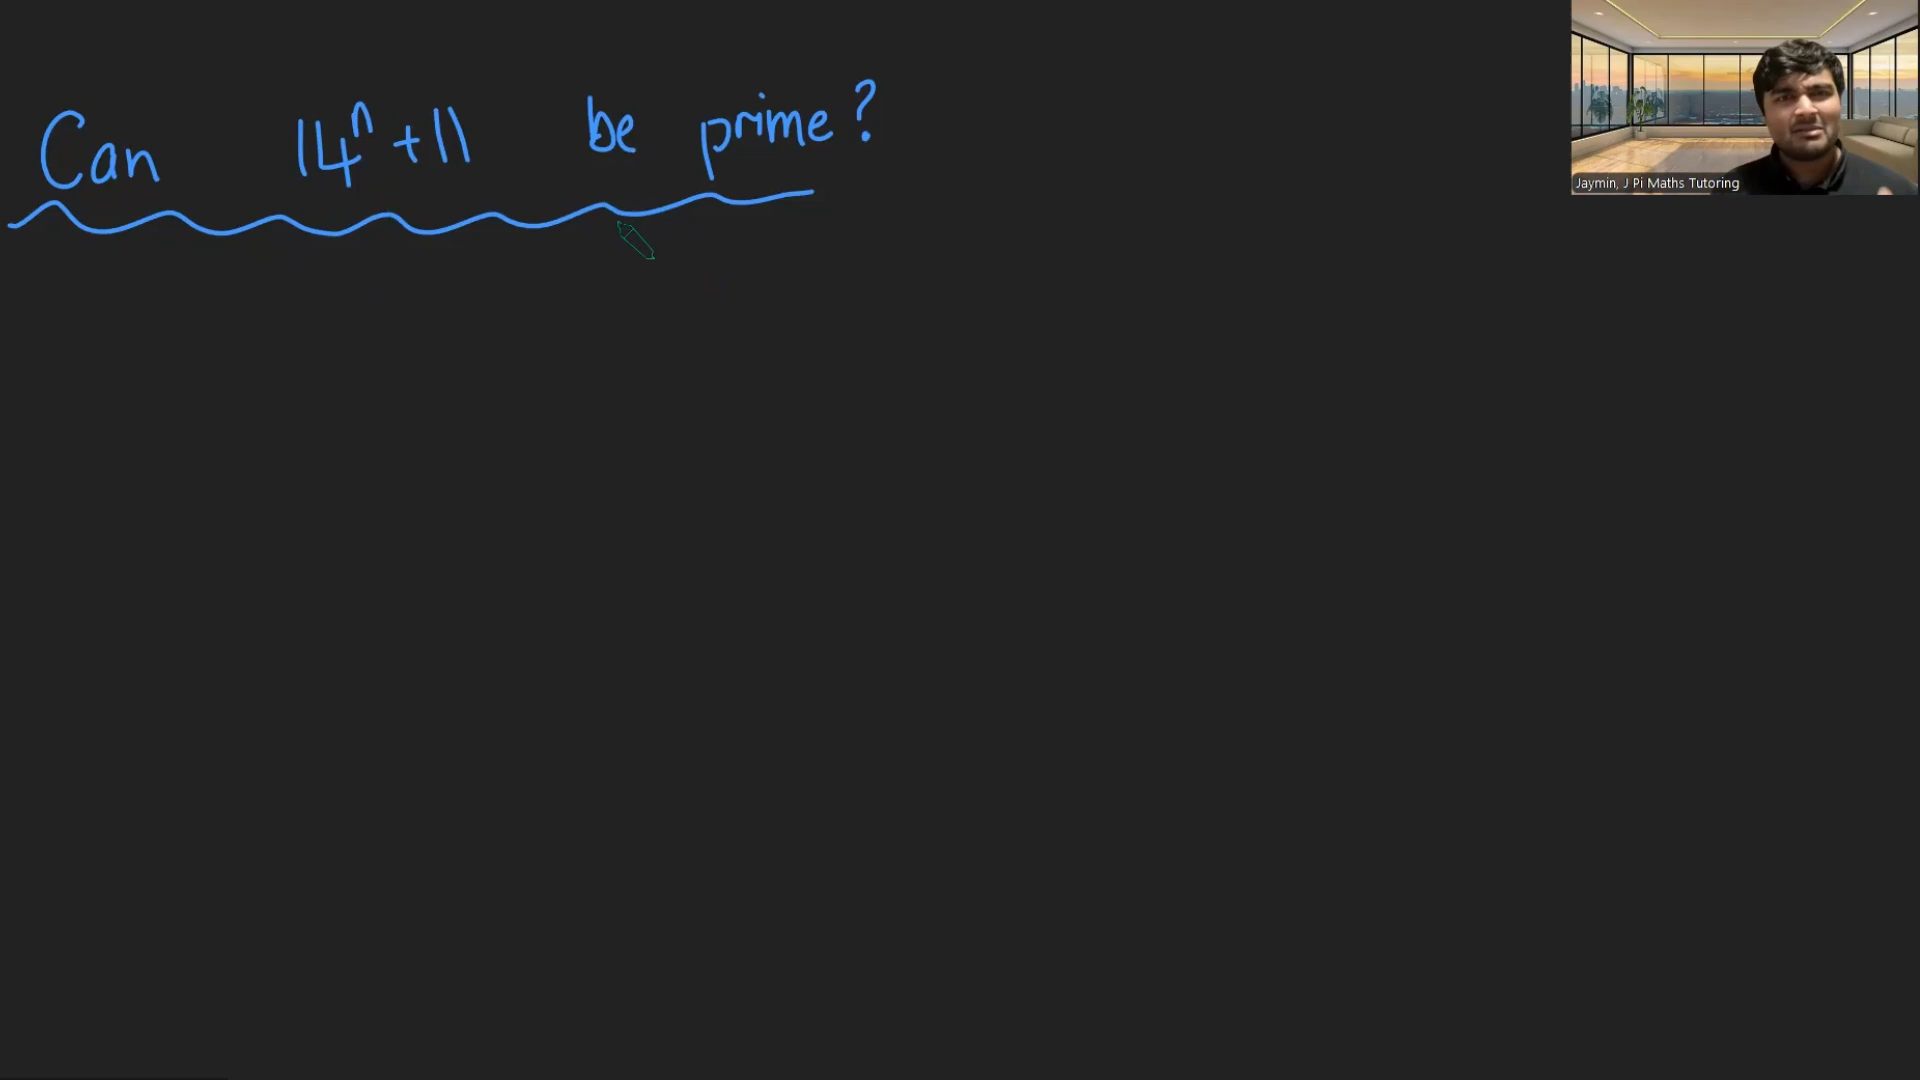 Can 14ⁿ+11 be prime?
Jaymin, J Pi Maths Tutoring